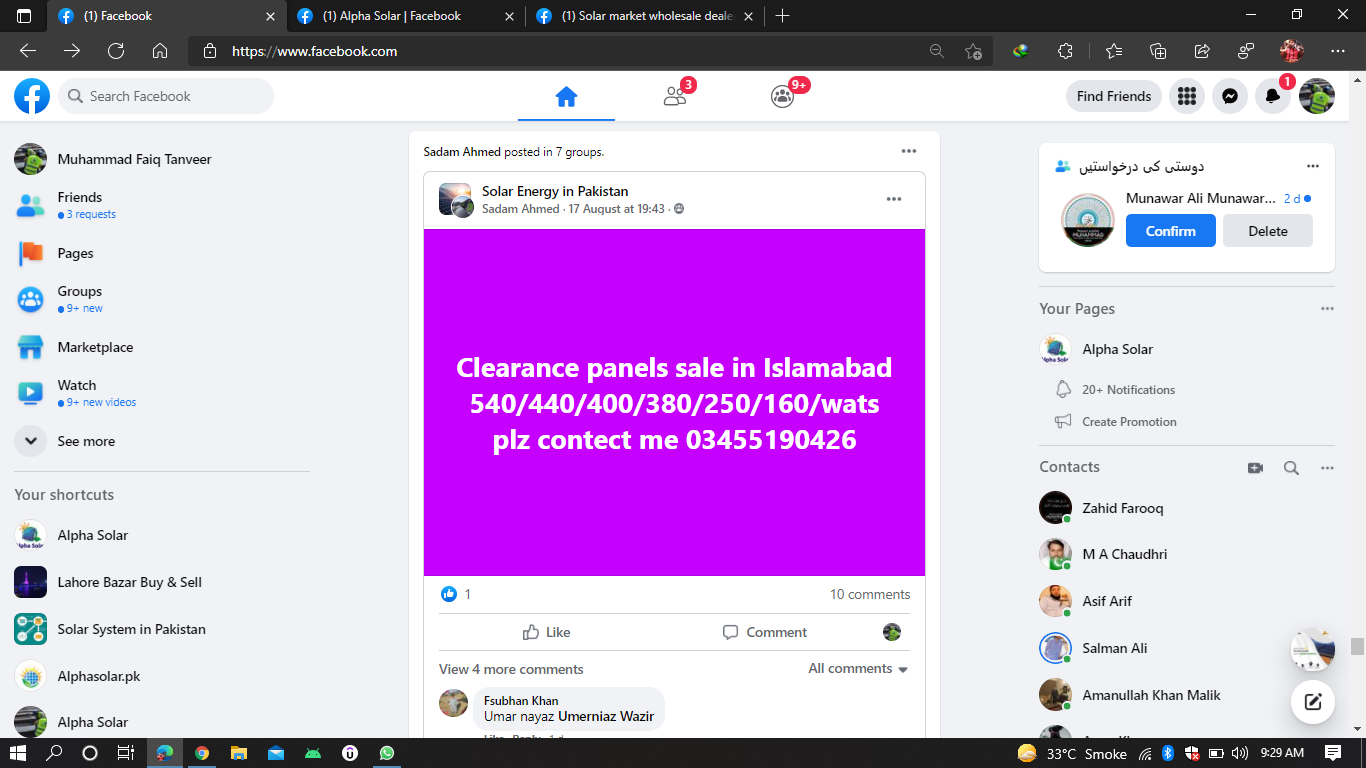 (1) Facebook
(1) Alpha Solar | Facebook
(1) Solar market wholesale deale
https://www.facebook.com
Search Facebook
3
9+
Find Friends
1
Muhammad Faiq Tanveer
Friends
3 requests
Pages
Groups
9+ new
Marketplace
Watch
9+ new videos
See more
Your shortcuts
Alpha Solar
Lahore Bazar Buy & Sell
Solar System in Pakistan
Alphasolar.pk
Alpha Solar
Sadam Ahmed posted in 7 groups.
Solar Energy in Pakistan
Sadam Ahmed · 17 August at 19:43 ·
Clearance panels sale in Islamabad
540/440/400/380/250/160/wats
plz contect me 03455190426
1
10 comments
Like
Comment
View 4 more comments
All comments
Fsubhan Khan
Umar nayaz Umerniaz Wazir
Like · Reply · 1 d
دوستی کی درخواستیں
Munawar Ali Munawar...
2 d
Confirm
Delete
Your Pages
Alpha Solar
20+ Notifications
Create Promotion
Contacts
Zahid Farooq
M A Chaudhri
Asif Arif
Salman Ali
Amanullah Khan Malik
33°C Smoke
9:29 AM